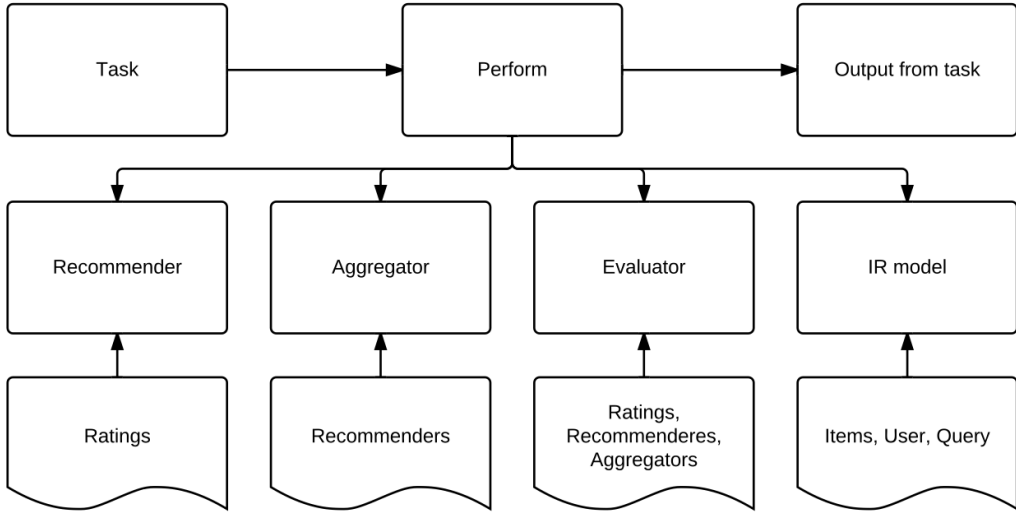 Task
Perform
Output from task
Recommender
Aggregator
Evaluator
IR model
Ratings
Recommenders
Ratings,
Recommenderes,
Aggregators
Items, User, Query